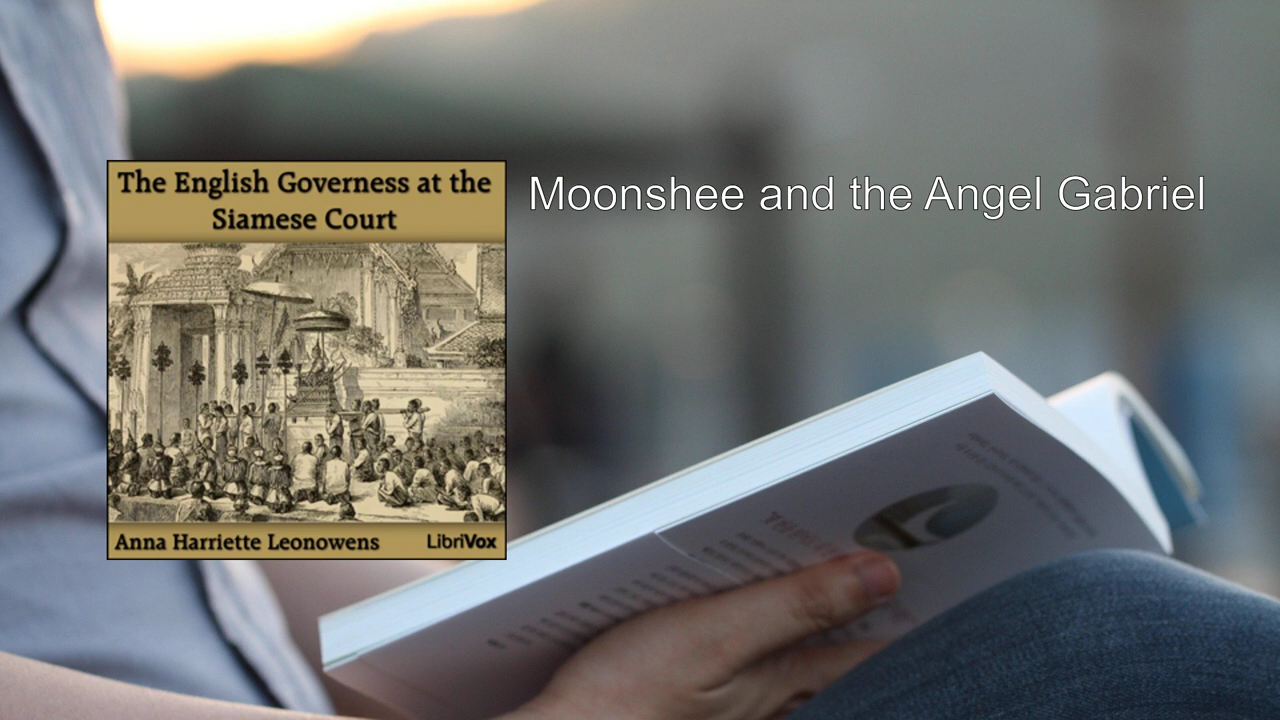 The English Governess at the
Siamese Court
Anna Harriette Leonowens
LibriVox
Moonshee and the Angel Gabriel